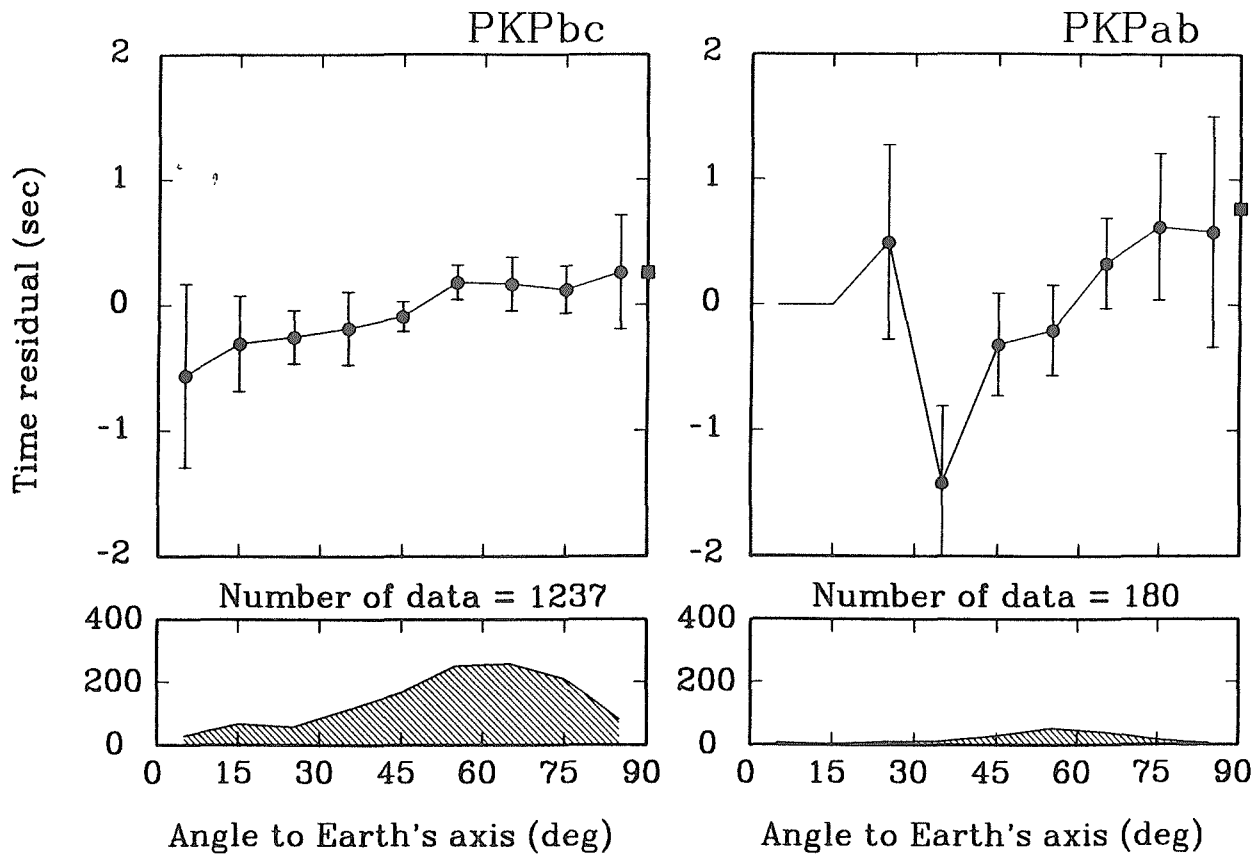 PKPbc
PKPab
Time residual (sec)
2
1
0
-1
-2
2
1
0
-1
-2
Number of data = 1237
Number of data = 180
400
200
0
400
200
0
0 15 30 45 60 75 90
0 15 30 45 60 75 90
Angle to Earth's axis (deg)
Angle to Earth's axis (deg)